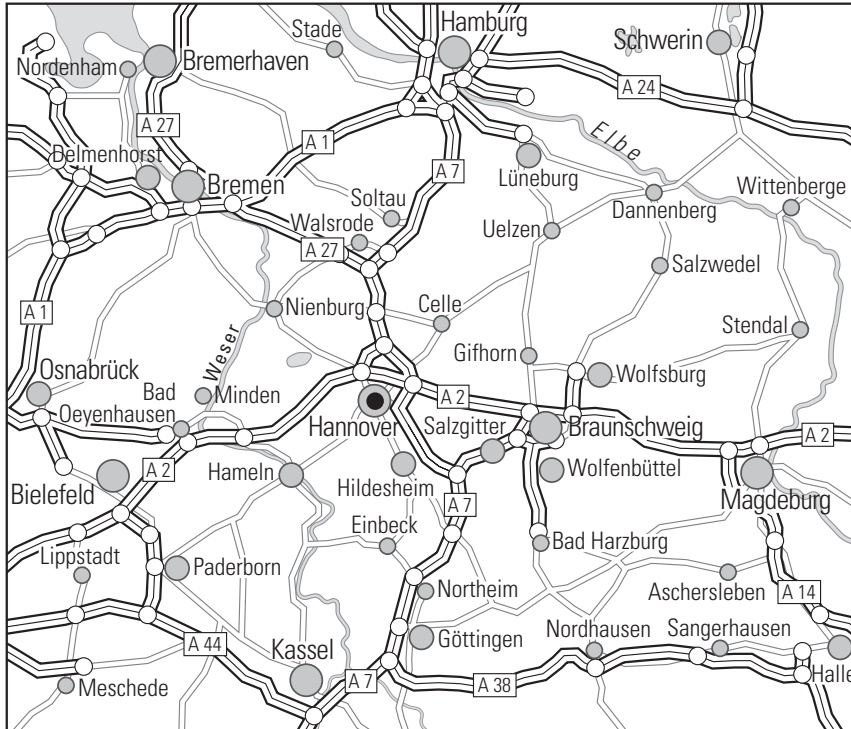 Hamburg
Stade
Schwerin
Bremerhaven
Nordenham
A 24
A 27
A 1
Elbe
Delmenhorst
A 7
Bremen
Lüneburg
Wittenberge
Soltau
Dannenberg
Walsrode
Uelzen
A 27
Salzwedel
A 1
Nienburg
Celle
Stendal
Weser
Gifhorn
Osnabrück
Wolfsburg
Bad
Oeyenhausen
Minden
A 2
Hannover
Salzgitter
Braunschweig
A 2
A 2
Bielefeld
Hameln
Hildesheim
Wolfenbüttel
Magdeburg
A 7
Einbeck
Lippstadt
Bad Harzburg
Paderborn
Aschersleben
Northeim
A 14
A 44
Göttingen
Nordhausen
Sangerhausen
Kassel
Halle
A 7
A 38
Meschede